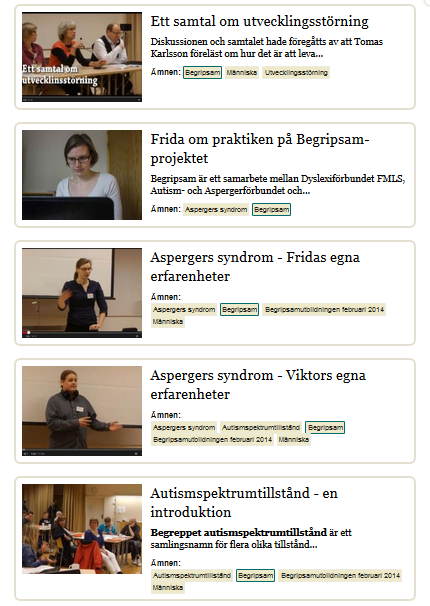 Ett samtal om
utvecklinsstörning
Ett samtal om utvecklingsstörning
Diskussionen och samtalet hade föregåtts av att Tomas
Karlsson föreläst om hur det är att leva...
Ämnen: Begripsam Människa Utvecklingsstörning
Frida om praktiken på Begripsam-
projektet
Begripsam är ett samarbete mellan Dyslexiförbundet FMLS,
Autism- och Aspergerförbundet och...
Ämnen: Aspergers syndrom Begripsam
Aspergers syndrom - Fridas egna
erfarenheter
Ämnen:
Aspergers syndrom Begripsam Begripsamutbildningen februari 2014
Människa
Aspergers syndrom - Viktors egna
erfarenheter
Ämnen:
Aspergers syndrom Autismspektrumtillstånd Begripsam
Begripsamutbildningen februari 2014 Människa
Autismspektrumtillstånd - en
introduktion
Begreppet autismspektrumtillstånd är ett
samlingsnamn för flera olika tillstånd...
Ämnen:
Autismspektrumtillstånd Begripsam Begripsamutbildningen februari 2014
Människa